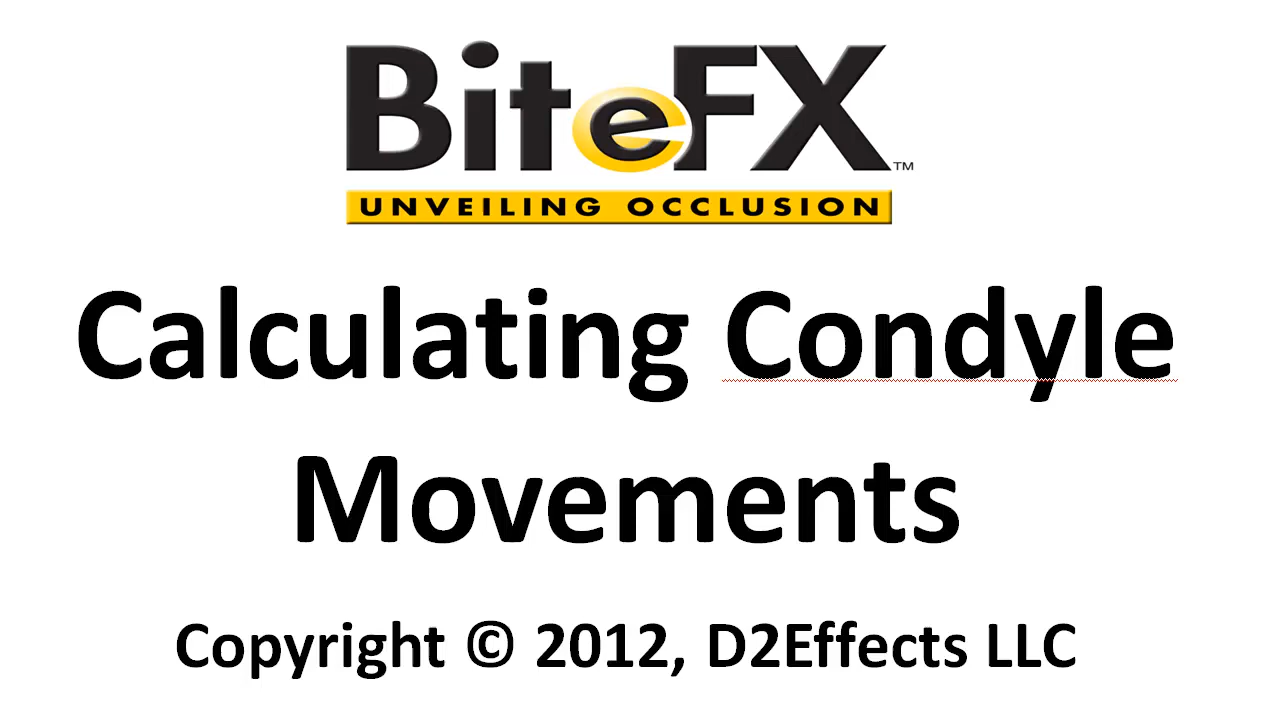 BiteFX™
UNVEILING OCCLUSION
Calculating Condyle
Movements
Copyright © 2012, D2Effects LLC